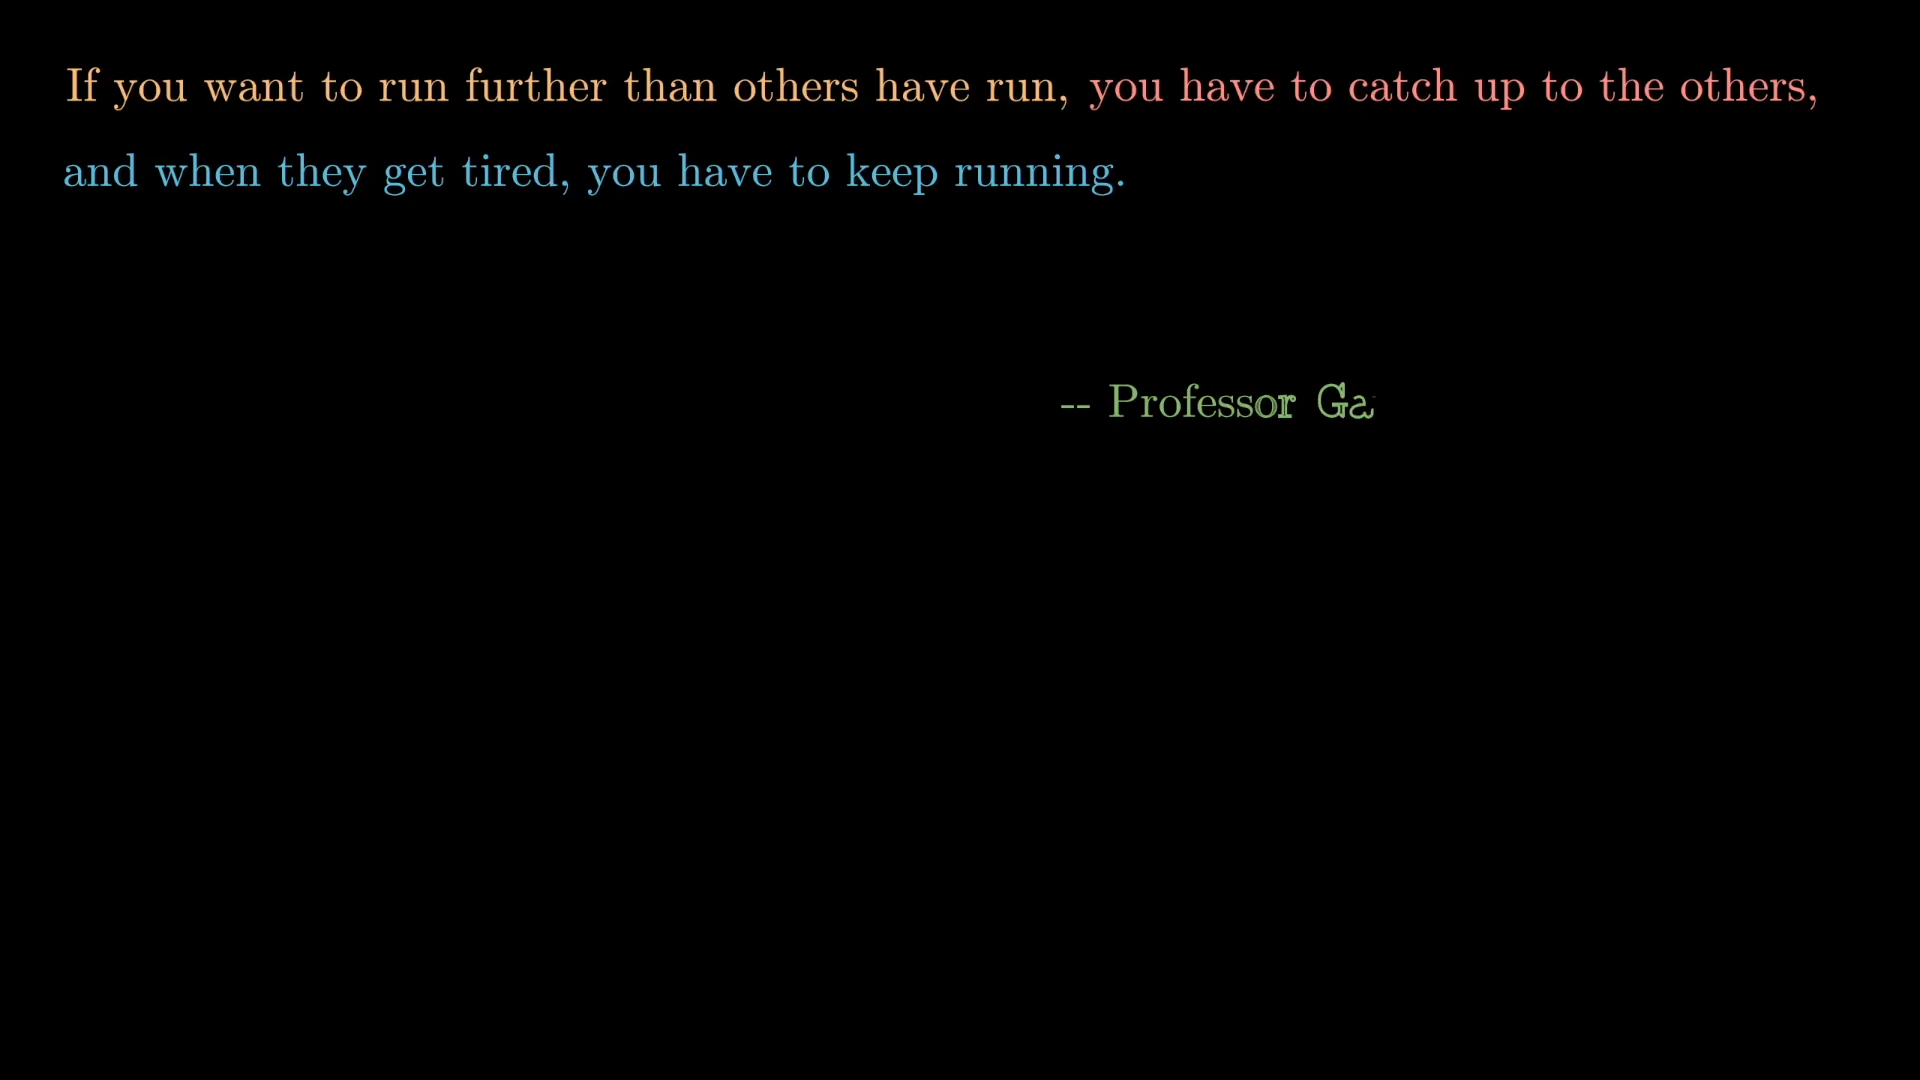 If you want to run further than others have run, you have to catch up to the others,
and when they get tired, you have to keep running.
-- Professor Ga